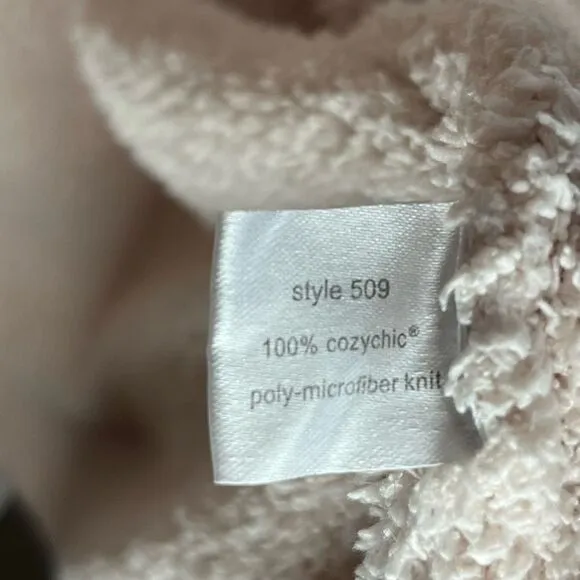 style 509
100% cozychic®
poly-microfiber knit